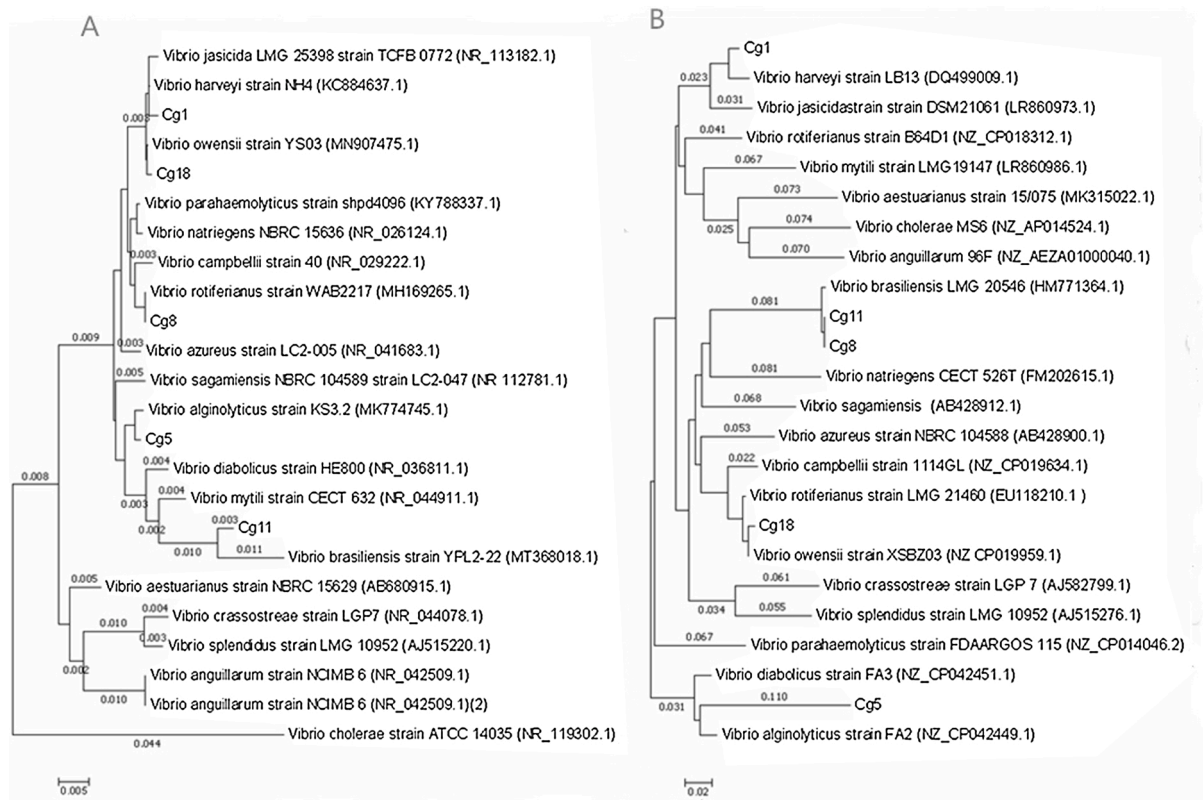 A
Vibrio jasicida LMG 25398 strain TCFB 0772 (NR_113182.1)
Vibrio harveyi strain NH4 (KC884637.1)
Cg1
0.003
Vibrio owensii strain YS03 (MN907475.1)
Cg18
Vibrio parahaemolyticus strain shpd4096 (KY788337.1)
Vibrio natriegens NBRC 15636 (NR_026124.1)
0.003
Vibrio campbellii strain 40 (NR_029222.1)
Vibrio rotiferianus strain WAB2217 (MH169265.1)
Cg8
0.009
0.003
Vibrio azureus strain LC2-005 (NR_041683.1)
0.005
Vibrio sagamiensis NBRC 104589 strain LC2-047 (NR 112781.1)
Vibrio alginolyticus strain KS3.2 (MK774745.1)
Cg5
0.004
Vibrio diabolicus strain HE800 (NR_036811.1)
0.008
0.004
Vibrio mytili strain CECT 632 (NR_044911.1)
0.003
0.003
Cg11
0.002
0.010
0.011
Vibrio brasiliensis strain YPL2-22 (MT368018.1)
0.005
Vibrio aestuarianus strain NBRC 15629 (AB680915.1)
0.004
Vibrio crassostreae strain LGP7 (NR_044078.1)
0.010
0.003
Vibrio splendidus strain LMG 10952 (AJ515220.1)
0.002
Vibrio anguillarum strain NCIMB 6 (NR_042509.1)
0.010
Vibrio anguillarum strain NCIMB 6 (NR_042509.1)(2)
Vibrio cholerae strain ATCC 14035 (NR_119302.1)
0.044
0.005
B
Cg1
0.023
Vibrio harveyi strain LB13 (DQ499009.1)
0.031
Vibrio jasicidastrain strain DSM21061 (LR860973.1)
0.041
Vibrio rotiferianus strain B64D1 (NZ_CP018312.1)
0.067
Vibrio mytili strain LMG19147 (LR860986.1)
0.073
Vibrio aestuarianus strain 15/075 (MK315022.1)
0.074
Vibrio cholerae MS6 (NZ_AP014524.1)
0.025
0.070
Vibrio anguillarum 96F (NZ_AEZA01000040.1)
Vibrio brasiliensis LMG 20546 (HM771364.1)
0.081
Cg11
Cg8
0.081
Vibrio natriegens CECT 526T (FM202615.1)
0.068
Vibrio sagamiensis (AB428912.1)
0.053
Vibrio azureus strain NBRC 104588 (AB428900.1)
0.022
Vibrio campbellii strain 1114GL (NZ_CP019634.1)
Vibrio rotiferianus strain LMG 21460 (EU118210.1 )
Cg18
Vibrio owensii strain XSBZ03 (NZ CP019959.1)
0.061
Vibrio crassostreae strain LGP 7 (AJ582799.1)
0.034
0.055
Vibrio splendidus strain LMG 10952 (AJ515276.1)
0.067
Vibrio parahaemolyticus strain FDAARGOS 115 (NZ_CP014046.2)
Vibrio diabolicus strain FA3 (NZ_CP042451.1)
0.110
Cg5
0.031
Vibrio alginolyticus strain FA2 (NZ_CP042449.1)
0.02